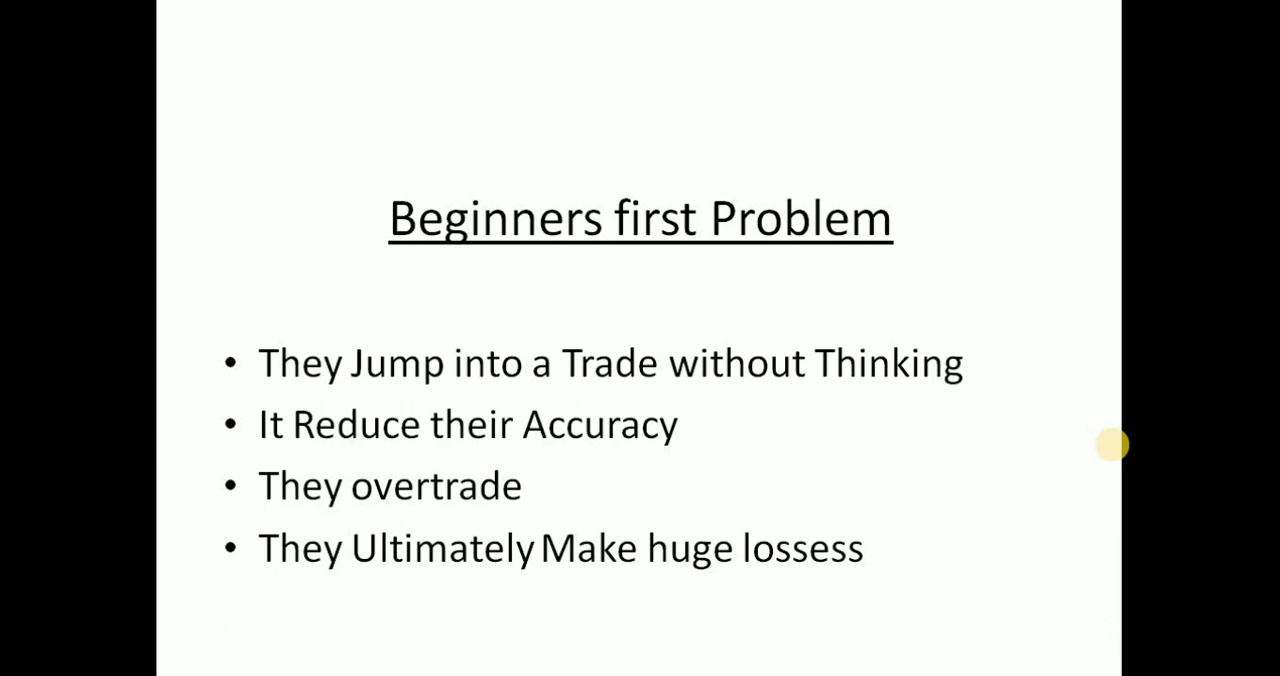 Beginners first Problem
• They Jump into a Trade without Thinking
• It Reduce their Accuracy
• They overtrade
• They Ultimately Make huge lossess